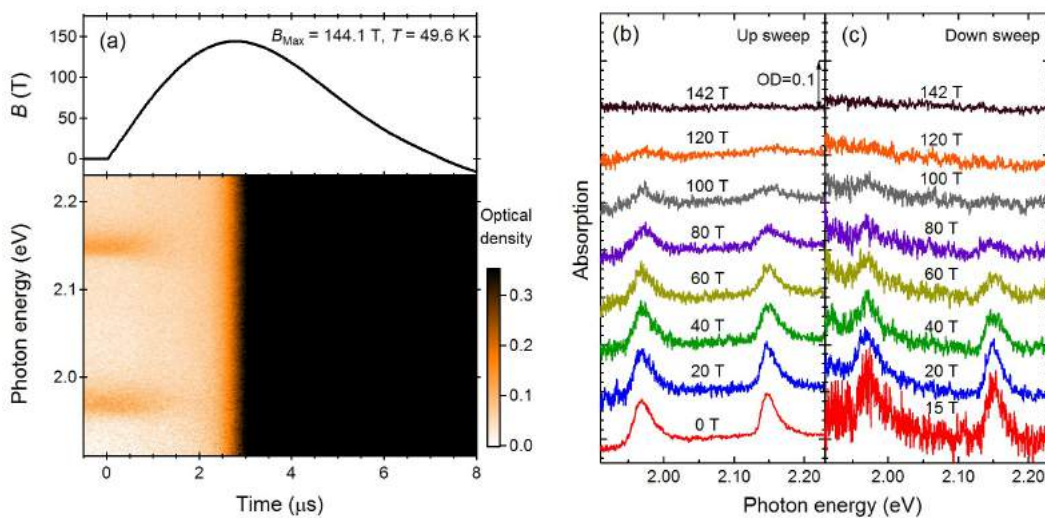 (a)
B_Max = 144.1 T, T = 49.6 K
150
100
50
0
B (T)
2.2
2.1
2.0
Photon energy (eV)
Optical
density
0.3
0.2
0.1
0.0
0 2 4 6 8
Time (μs)
(b) Up sweep
OD=0.1
142 T
120 T
100 T
80 T
60 T
40 T
20 T
0 T
Absorption
2.00 2.10 2.20
(c) Down sweep
142 T
120 T
100 T
80 T
60 T
40 T
20 T
15 T
2.00 2.10 2.20
Photon energy (eV)